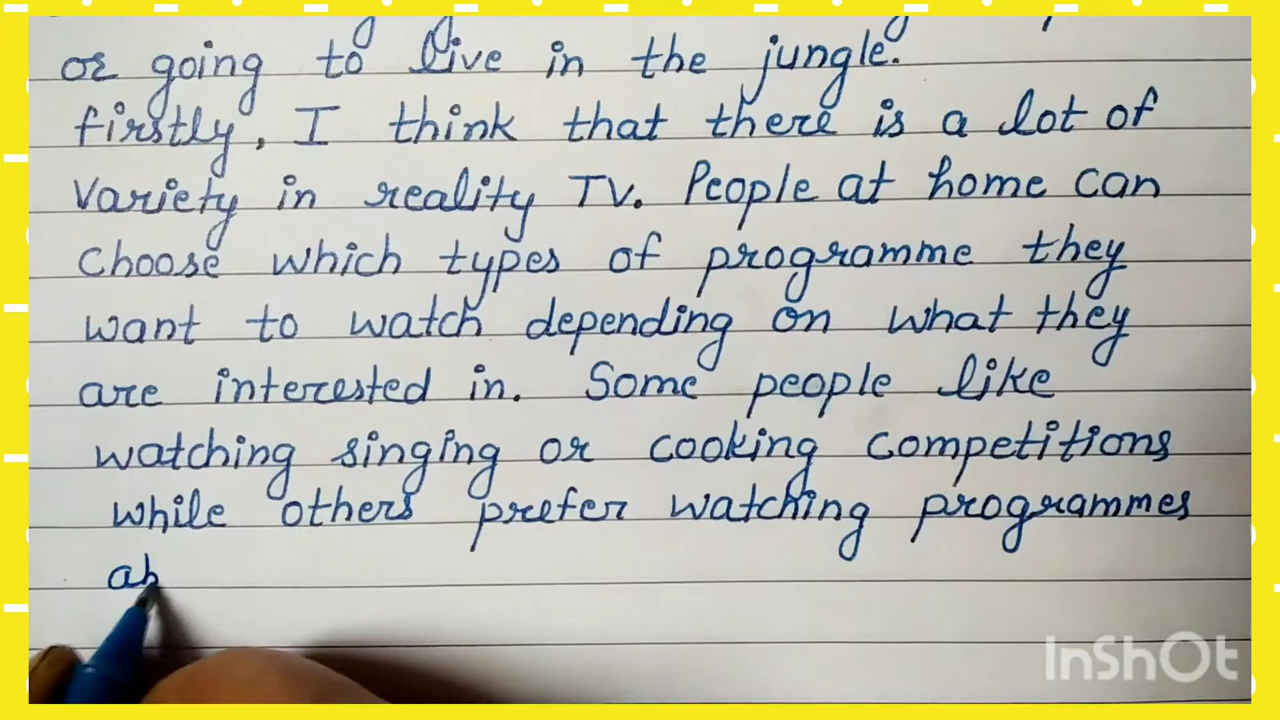 or going to live in the jungle.
firstly, I think that there is a lot of
variety in reality TV. People at home can
choose which types of programme they
want to watch depending on what they
are interested in. Some people like
watching singing or cooking competitions
while others prefer watching programmes
ab
InShOt